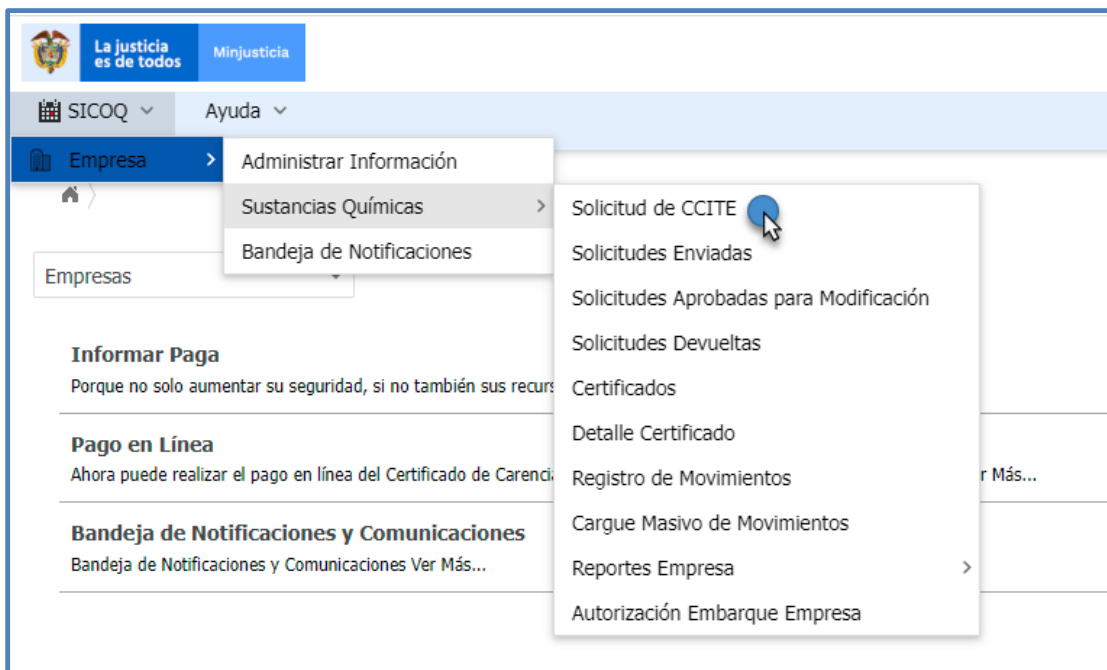 La justicia
es de todos
Minjusticia
SICOQ
Ayuda
Empresa
Administrar Información
Sustancias Químicas
Bandeja de Notificaciones
Solicitud de CCITE
Solicitudes Enviadas
Solicitudes Aprobadas para Modificación
Solicitudes Devueltas
Certificados
Detalle Certificado
Registro de Movimientos
Cargue Masivo de Movimientos
Reportes Empresa
Autorización Embarque Empresa
Empresas
Informar Paga
Porque no solo aumentar su seguridad, si no también sus
Pago en Línea
Ahora puede realizar el pago en línea del Certificado de
r Más...
Bandeja de Notificaciones y Comunicaciones
Bandeja de Notificaciones y Comunicaciones Ver Más...